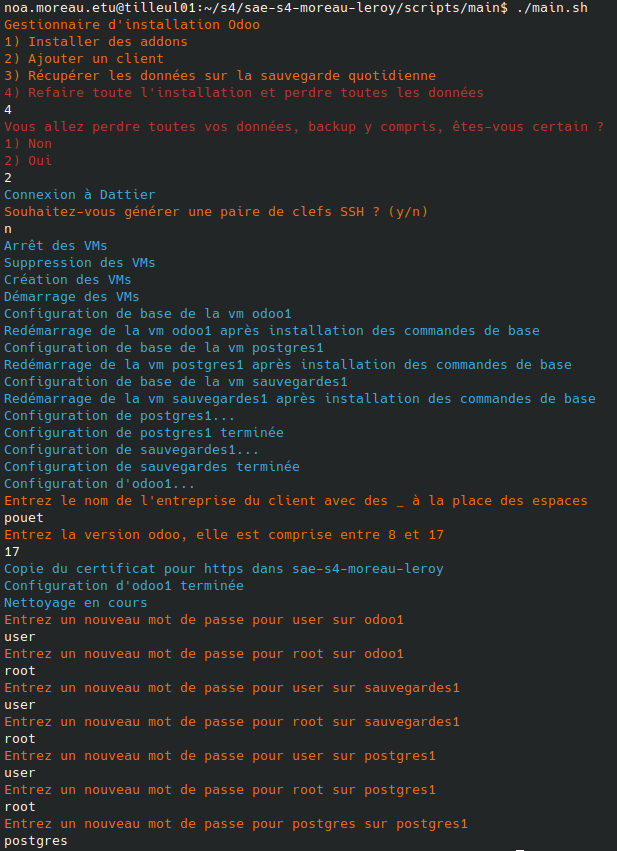 noa.moreau.etu@tilleul01:~/s4/sae-s4-moreau-leroy/scripts/main$ ./main.sh
Gestionnaire d'installation Odoo
1) Installer des addons
2) Ajouter un client
3) Récupérer les données sur la sauvegarde quotidienne
4) Refaire toute l'installation et perdre toutes les données
4
Vous allez perdre toutes vos données, backup y compris, êtes-vous certain ?
1) Non
2) Oui
2
Connexion à Dattier
Souhaitez-vous générer une paire de clefs SSH ? (y/n)
n
Arrêt des VMs
Suppression des VMs
Création des VMs
Démarrage des VMs
Configuration de base de la vm odoo1
Redémarrage de la vm odoo1 après installation des commandes de base
Configuration de base de la vm postgres1
Redémarrage de la vm postgres1 après installation des commandes de base
Configuration de base de la vm sauvegardes1
Redémarrage de la vm sauvegardes1 après installation des commandes de base
Configuration de postgres1...
Configuration de postgres1 terminée
Configuration de sauvegardes1...
Configuration de sauvegardes terminée
Configuration d'odoo1...
Entrez le nom de l'entreprise du client avec des _ à la place des espaces
pouet
Entrez la version odoo, elle est comprise entre 8 et 17
17
Copie du certificat pour https dans sae-s4-moreau-leroy
Configuration d'odoo1 terminée
Nettoyage en cours
Entrez un nouveau mot de passe pour user sur odoo1
user
Entrez un nouveau mot de passe pour root sur odoo1
root
Entrez un nouveau mot de passe pour user sur sauvegardes1
user
Entrez un nouveau mot de passe pour root sur sauvegardes1
root
Entrez un nouveau mot de passe pour user sur postgres1
user
Entrez un nouveau mot de passe pour root sur postgres1
root
Entrez un nouveau mot de passe pour postgres sur postgres1
postgres